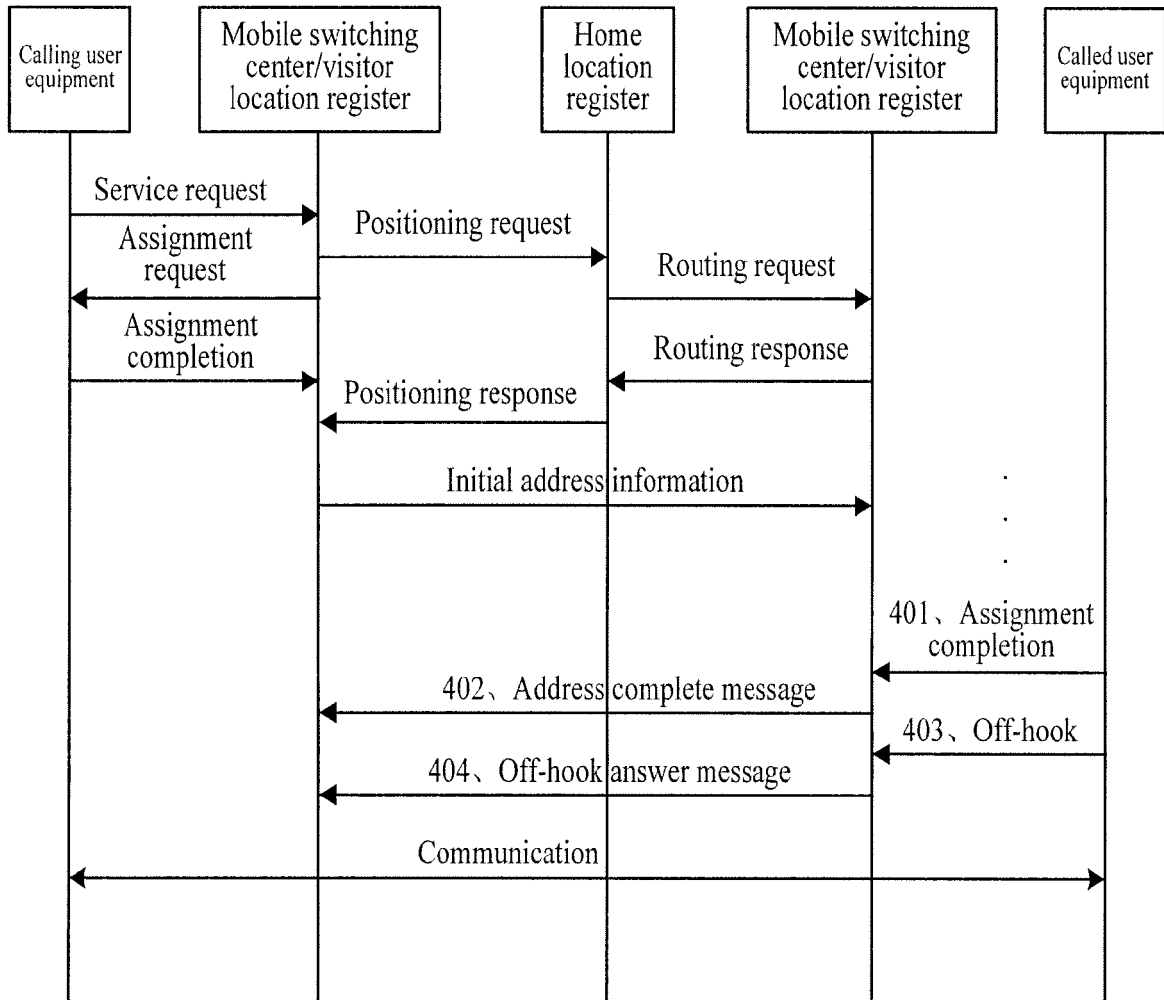 Calling user
equipment
Mobile switching
center/visitor
location register
Home
location
register
Mobile switching
center/visitor
location register
Called user
equipment
Service request
Positioning request
Assignment
request
Routing request
Assignment
completion
Routing response
Positioning response
Initial address information
401、Assignment
completion
402、Address complete message
403、Off-hook
404、Off-hook answer message
Communication